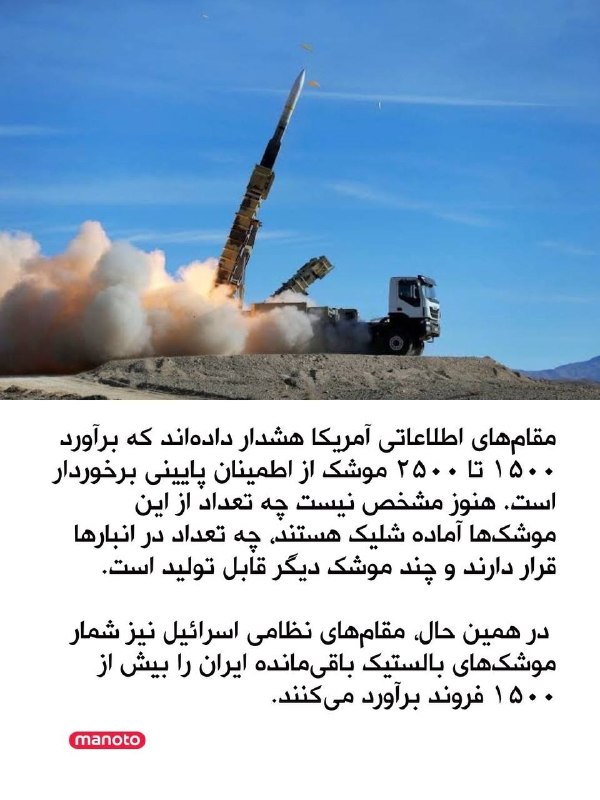 مقام‌های اطلاعاتی آمریکا هشدار داده‌اند که برآورد
۱۵۰۰ تا ۲۵۰۰ موشک از اطمینان پایینی برخوردار
است. هنوز مشخص نیست چه تعداد از این
موشک‌ها آماده شلیک هستند، چه تعداد در انبارها
قرار دارند و چند موشک دیگر قابل تولید است.
در همین حال، مقام‌های نظامی اسرائیل نیز شمار
موشک‌های بالستیک باقی‌مانده ایران را بیش از
۱۵۰۰ فروند برآورد می‌کنند.
manoto